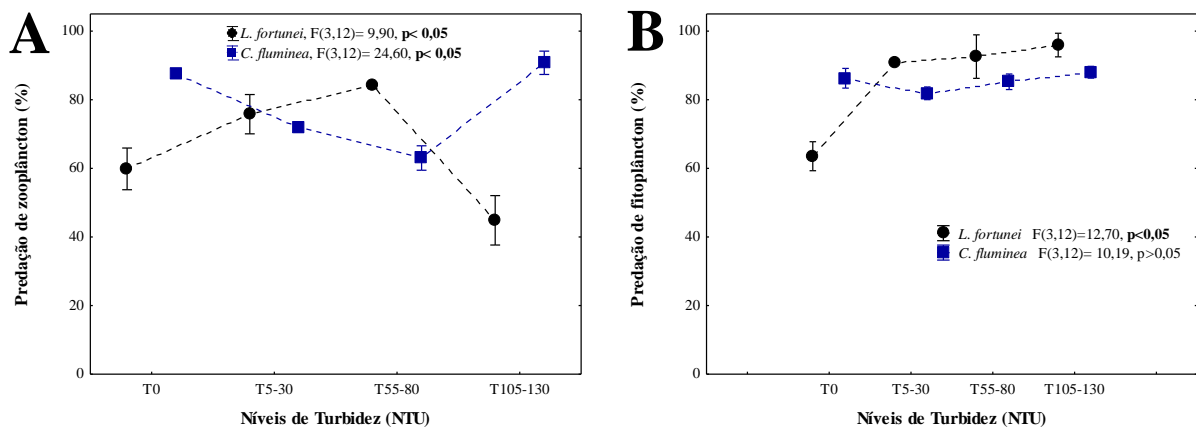 A
L. fortunei, F(3,12)= 9,90, p< 0,05
C. fluminea, F(3,12)= 24,60, p< 0,05
Predação de zooplâncton (%)
100
80
60
40
20
0
T0 T5-30 T55-80 T105-130
Níveis de Turbidez (NTU)
B
Predação de fitoplâncton (%)
100
80
60
40
20
0
L. fortunei F(3,12)=12,70, p<0,05
C. fluminea F(3,12)= 10,19, p>0,05
T0 T5-30 T55-80 T105-130
Níveis de Turbidez (NTU)